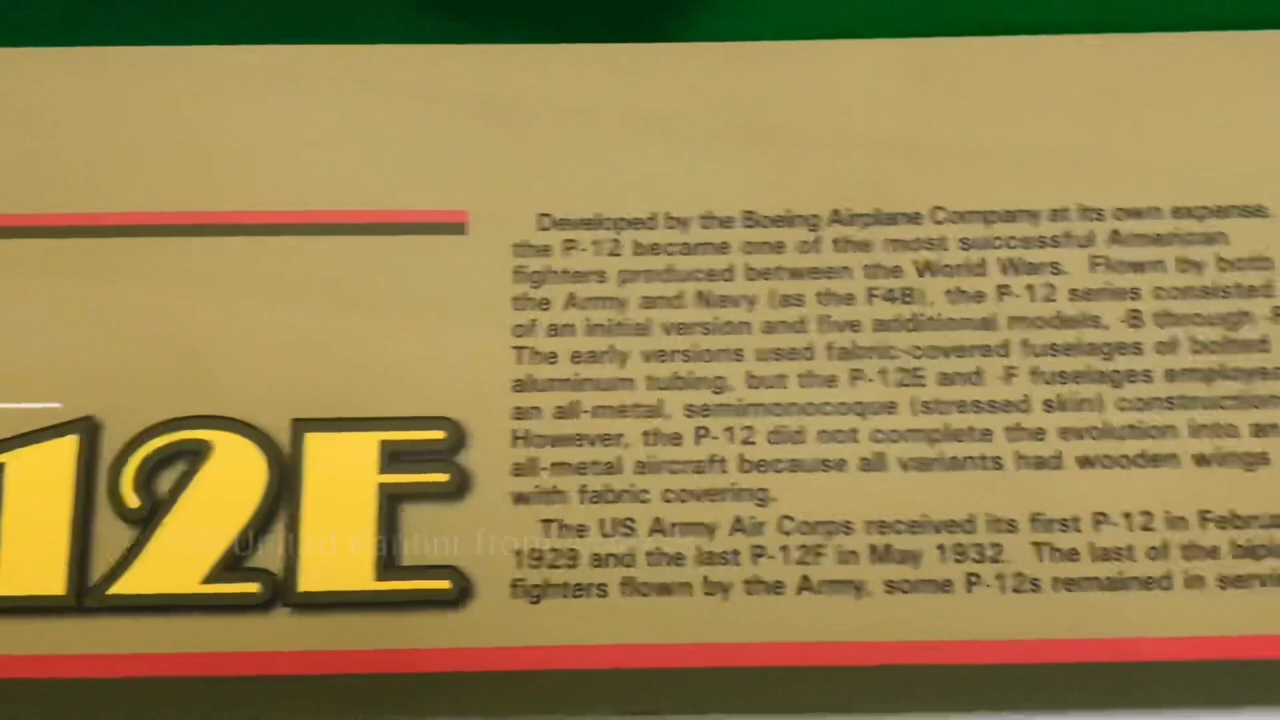 12E
Developed by the Boeing Airplane Company at its own expense
the P-12 became one of the most successful American
fighters produced between the World Wars. Flown by both
the Army and Navy (as the F4B), the P-12 series consisted
of an initial version and five additional models, -B through
The early versions used fabric-covered fuselages of bolted
aluminum tubing, but the P-12E and -F fuselages
an all-metal, semimonocoque (stressed skin) construction
However, the P-12 did not complete the evolution into an
all-metal aircraft because all variants had wooden wings
with fabric covering.
The US Army Air Corps received its first P-12 in
1929 and the last P-12F in May 1932. The last of the
fighters flown by the Army, some P-12s remained in
United from